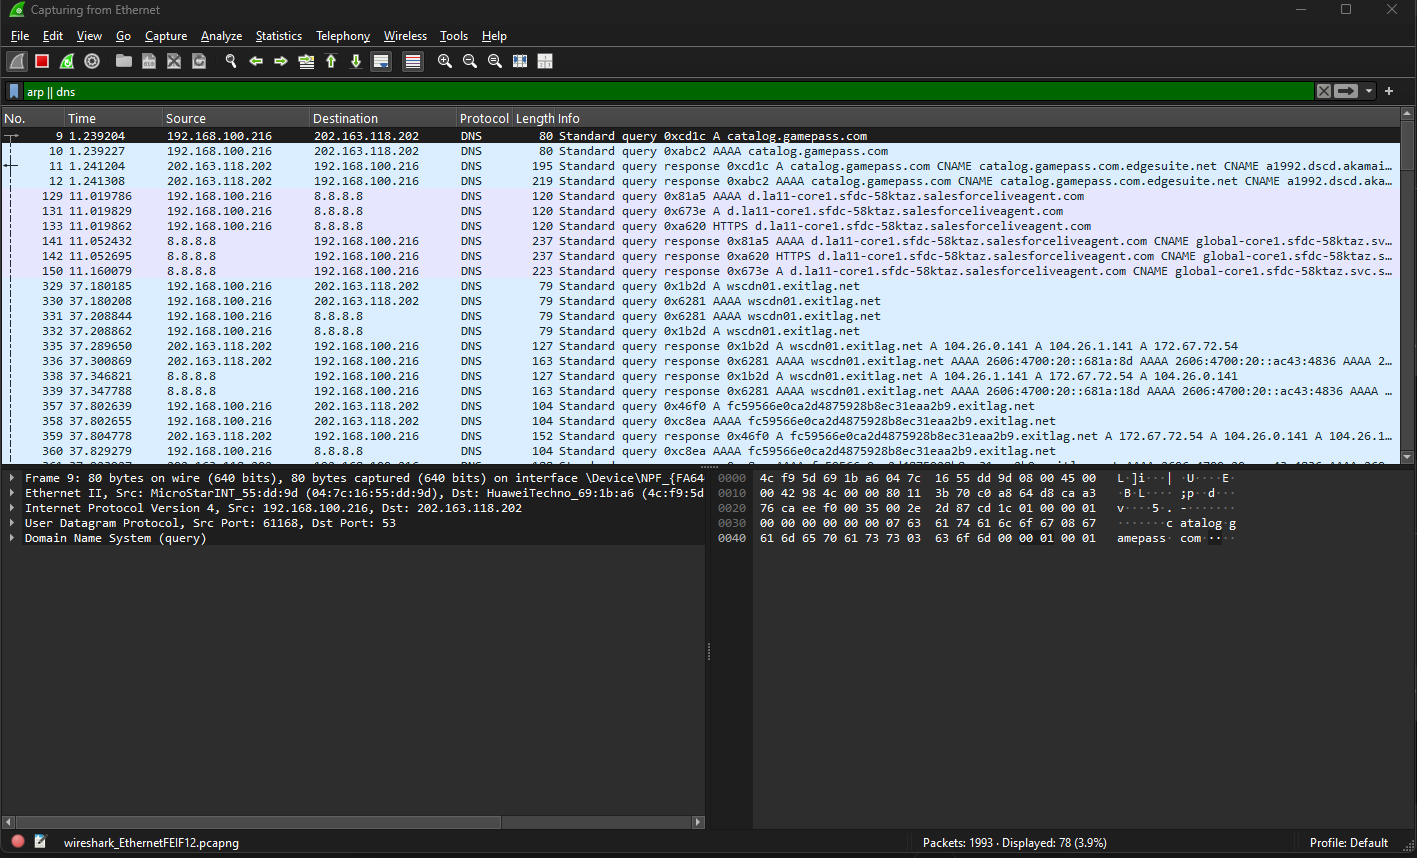 Capturing from Ethernet
File Edit View Go Capture Analyze Statistics Telephony Wireless Tools Help
arp || dns
No. Time Source Destination Protocol Length Info
9 1.239204 192.168.100.216 202.163.118.202 DNS 80 Standard query 0xcd1c A catalog.gamepass.com
10 1.239227 192.168.100.216 202.163.118.202 DNS 80 Standard query 0xabc2 AAAA catalog.gamepass.com
11 1.241204 202.163.118.202 192.168.100.216 DNS 195 Standard query response 0xcd1c A catalog.gamepass.com CNAME catalog.gamepass.com.edgesuite.net CNAME a1992.dscd.akamai…
12 1.241308 202.163.118.202 192.168.100.216 DNS 219 Standard query response 0xabc2 AAAA catalog.gamepass.com CNAME catalog.gamepass.com.edgesuite.net CNAME a1992.dscd.aka…
129 11.019786 192.168.100.216 8.8.8.8 DNS 120 Standard query 0x81a5 AAAA d.la11-core1.sfdc-58ktaz.salesforceliveagent.com
131 11.019829 192.168.100.216 8.8.8.8 DNS 120 Standard query 0x673e A d.la11-core1.sfdc-58ktaz.salesforceliveagent.com
133 11.019862 192.168.100.216 8.8.8.8 DNS 120 Standard query 0xa620 HTTPS d.la11-core1.sfdc-58ktaz.salesforceliveagent.com
141 11.052432 8.8.8.8 192.168.100.216 DNS 237 Standard query response 0x81a5 AAAA d.la11-core1.sfdc-58ktaz.salesforceliveagent.com CNAME global-core1.sfdc-58ktaz.sv…
142 11.052695 8.8.8.8 192.168.100.216 DNS 237 Standard query response 0xa620 HTTPS d.la11-core1.sfdc-58ktaz.salesforceliveagent.com CNAME global-core1.sfdc-58ktaz.s…
150 11.160079 8.8.8.8 192.168.100.216 DNS 223 Standard query response 0x673e A d.la11-core1.sfdc-58ktaz.salesforceliveagent.com CNAME global-core1.sfdc-58ktaz.svc.s…
329 37.180185 192.168.100.216 202.163.118.202 DNS 79 Standard query 0x1b2d A wscdn01.exitlag.net
330 37.180208 192.168.100.216 202.163.118.202 DNS 79 Standard query 0x6281 AAAA wscdn01.exitlag.net
331 37.208844 192.168.100.216 8.8.8.8 DNS 79 Standard query 0x6281 AAAA wscdn01.exitlag.net
332 37.208862 192.168.100.216 8.8.8.8 DNS 79 Standard query 0x1b2d A wscdn01.exitlag.net
335 37.289650 202.163.118.202 192.168.100.216 DNS 127 Standard query response 0x1b2d A wscdn01.exitlag.net A 104.26.0.141 A 104.26.1.141 A 172.67.72.54
336 37.300869 202.163.118.202 192.168.100.216 DNS 163 Standard query response 0x6281 AAAA wscdn01.exitlag.net AAAA 2606:4700:20::681a:8d AAAA 2606:4700:20::ac43:4836 AAAA 2…
338 37.346821 8.8.8.8 192.168.100.216 DNS 127 Standard query response 0x1b2d A wscdn01.exitlag.net A 104.26.1.141 A 172.67.72.54 A 104.26.0.141
339 37.347788 8.8.8.8 192.168.100.216 DNS 163 Standard query response 0x6281 AAAA wscdn01.exitlag.net AAAA 2606:4700:20::681a:18d AAAA 2606:4700:20::ac43:4836 AAAA …
357 37.802639 192.168.100.216 202.163.118.202 DNS 104 Standard query 0x46f0 A fc59566e0ca2d4875928b8ec31eaa2b9.exitlag.net
358 37.802655 192.168.100.216 202.163.118.202 DNS 104 Standard query 0xc8ea AAAA fc59566e0ca2d4875928b8ec31eaa2b9.exitlag.net
359 37.804778 202.163.118.202 192.168.100.216 DNS 152 Standard query response 0x46f0 A fc59566e0ca2d4875928b8ec31eaa2b9.exitlag.net A 172.67.72.54 A 104.26.0.141 A 104.26.1…
360 37.829279 192.168.100.216 8.8.8.8 DNS 104 Standard query 0xc8ea AAAA fc59566e0ca2d4875928b8ec31eaa2b9.exitlag.net
Frame 9: 80 bytes on wire (640 bits), 80 bytes captured (640 bits) on interface \Device\NPF_{FA64
Ethernet II, Src: MicroStarINT_55:dd:9d (04:7c:16:55:dd:9d), Dst: HuaweiTechno_69:1b:a6 (4c:f9:5d
Internet Protocol Version 4, Src: 192.168.100.216, Dst: 202.163.118.202
User Datagram Protocol, Src Port: 61168, Dst Port: 53
Domain Name System (query)
0000 4c f9 5d 69 1b a6 04 7c 16 55 dd 9d 08 00 45 00 L·]i···| ·U····E·
0010 00 42 98 4c 00 00 80 11 3b 70 c0 a8 64 d8 ca a3 ·B·L···· ;p··d···
0020 76 ca ee f0 00 35 00 2e 2d 87 cd 1c 01 00 00 01 v····5·. -·······
0030 00 00 00 00 00 00 07 63 61 74 61 6c 6f 67 08 67 ·······c atalog·g
0040 61 6d 65 70 61 73 73 03 63 6f 6d 00 00 01 00 01 amepass· com·····
wireshark_EthernetFEIF12.pcapng
Packets: 1993 · Displayed: 78 (3.9%)
Profile: Default